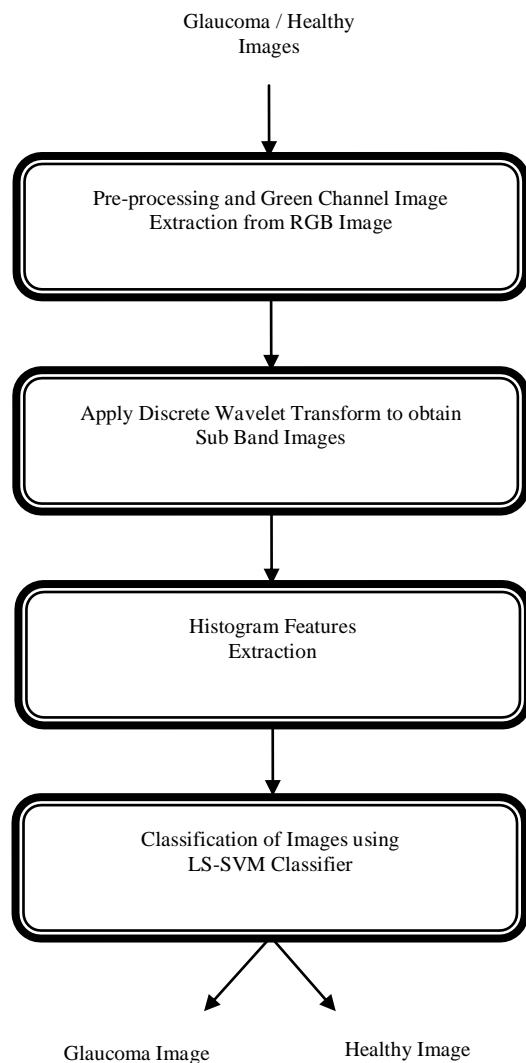 Glaucoma / Healthy
Images
Pre-processing and Green Channel Image
Extraction from RGB Image
Apply Discrete Wavelet Transform to obtain
Sub Band Images
Histogram Features
Extraction
Classification of Images using
LS-SVM Classifier
Glaucoma Image
Healthy Image